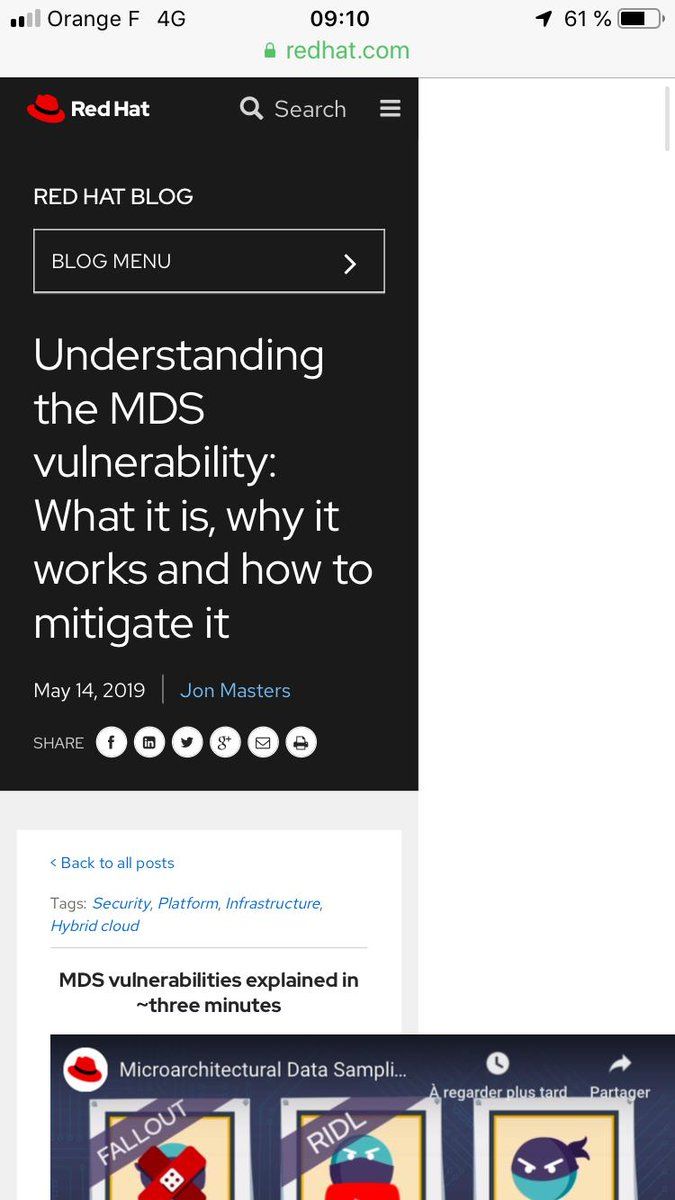 Orange F 4G 09:10 61 %
redhat.com
Red Hat Search
RED HAT BLOG
BLOG MENU
Understanding
the MDS
vulnerability:
What it is, why it
works and how to
mitigate it
May 14, 2019 Jon Masters
SHARE
< Back to all posts
Tags: Security, Platform, Infrastructure,
Hybrid cloud
MDS vulnerabilities explained in
~three minutes
Microarchitectural Data Sampli...
À regarder plus tard Partager
FALLOUT
RIDL